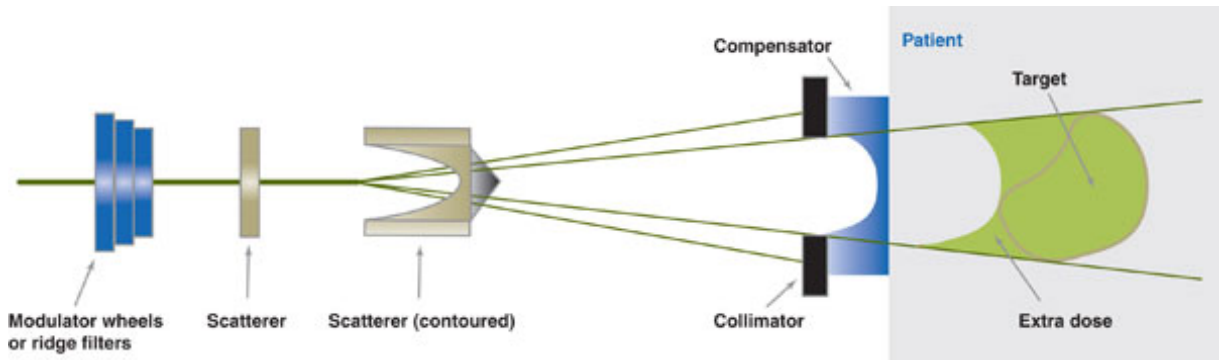 Compensator
Patient
Target
Modulator wheels
or ridge filters
Scatterer
Scatterer (contoured)
Collimator
Extra dose